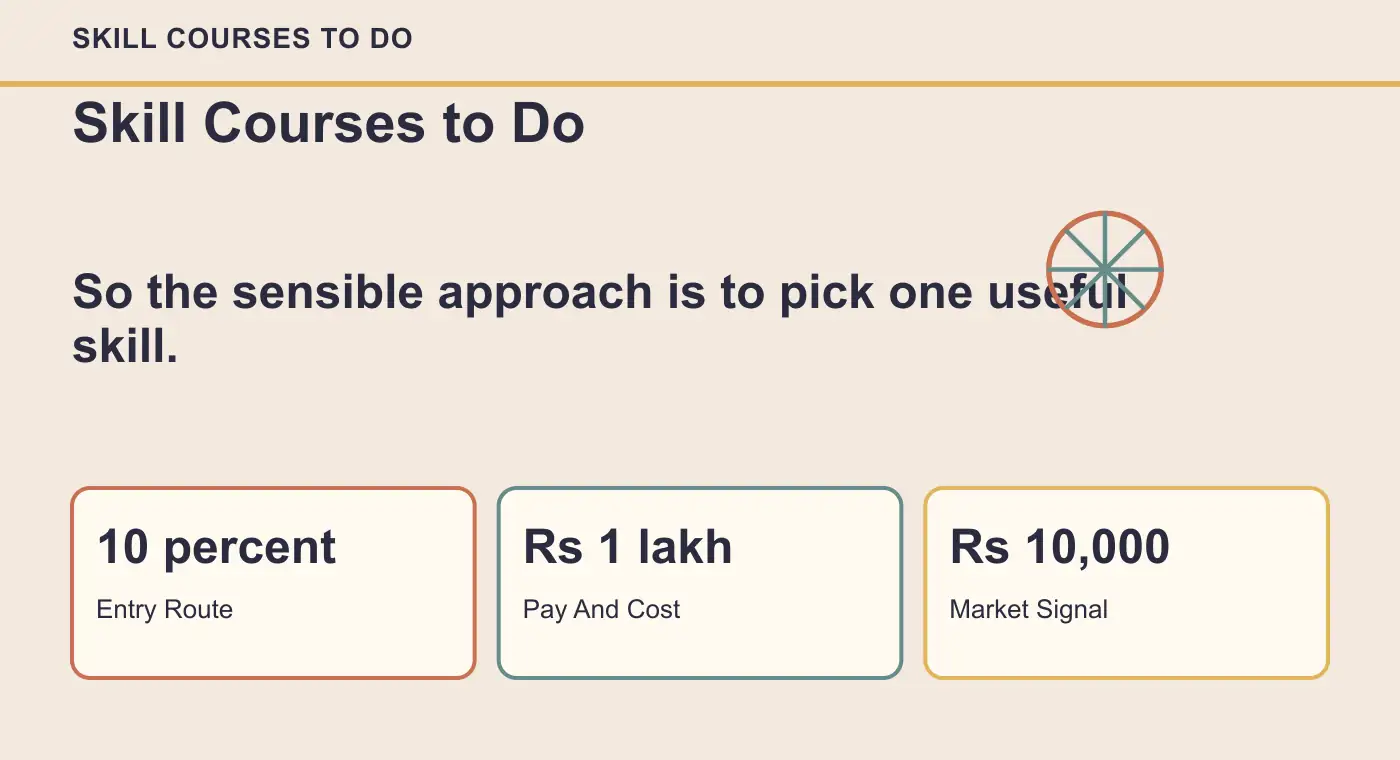 SKILL COURSES TO DO
Skill Courses to Do
So the sensible approach is to pick one useful
skill.
10 percent
Entry Route
Rs 1 lakh
Pay And Cost
Rs 10,000
Market Signal